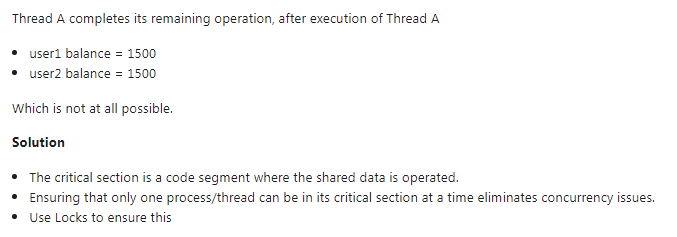 Thread A completes its remaining operation, after execution of Thread A
• user1 balance = 1500
• user2 balance = 1500
Which is not at all possible.
Solution
• The critical section is a code segment where the shared data is operated.
• Ensuring that only one process/thread can be in its critical section at a time eliminates concurrency issues.
• Use Locks to ensure this